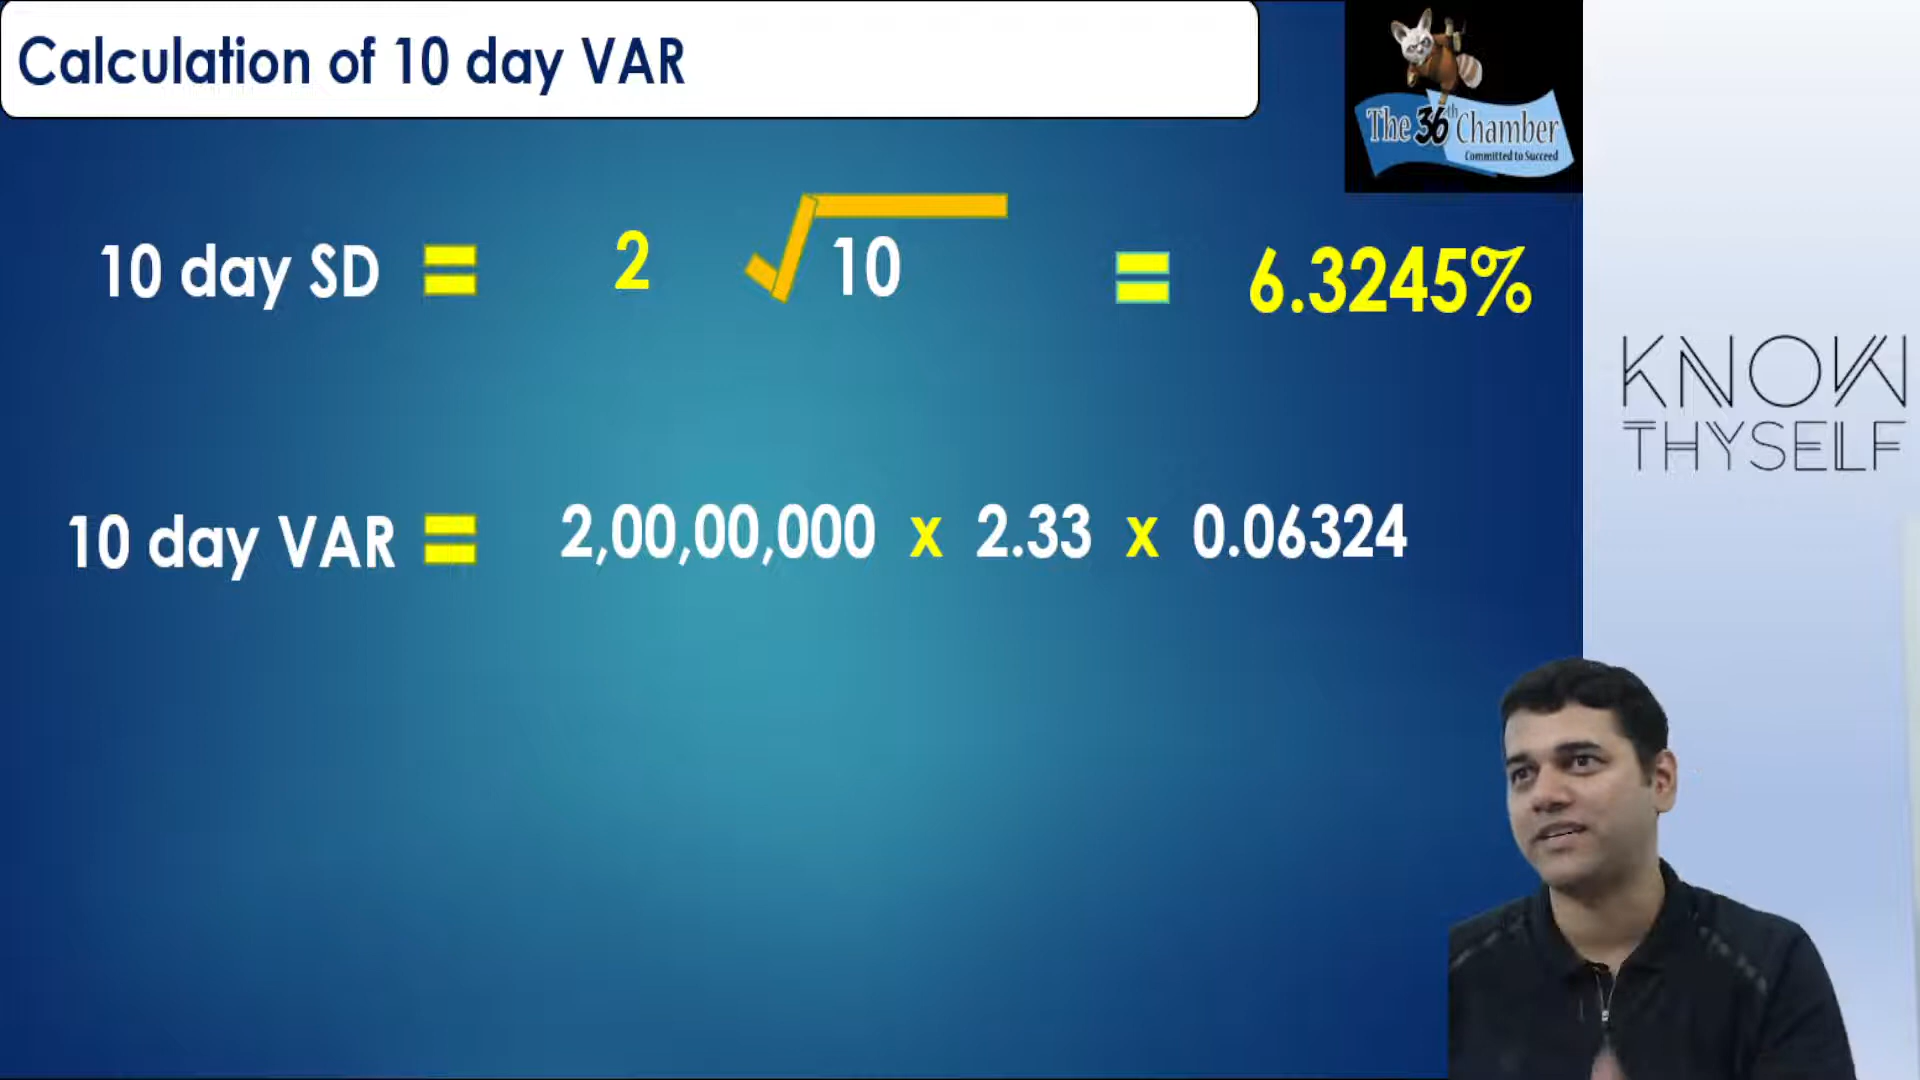 Calculation of 10 day VAR
The 36th Chamber
Committed to Succeed
10 day SD = 2 √10 = 6.3245%
KNOW
THYSELF
10 day VAR = 2,00,00,000 x 2.33 x 0.06324